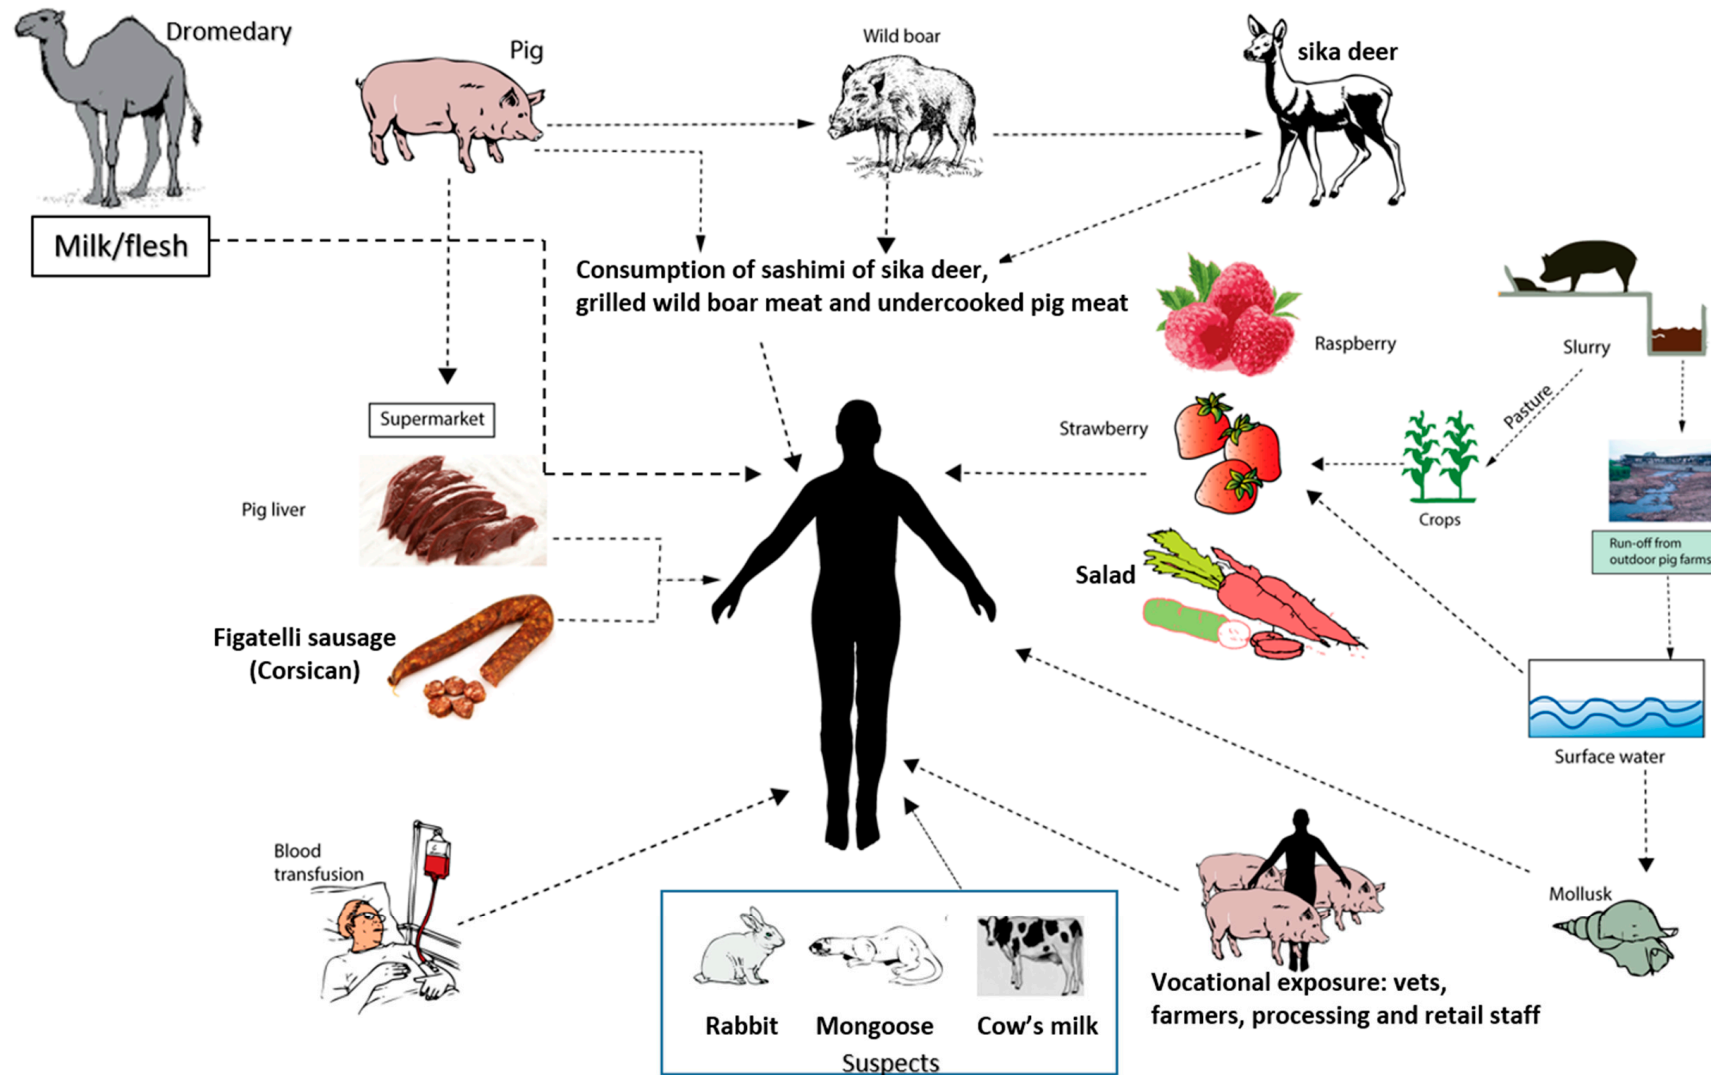 Dromedary
Pig
Wild boar
sika deer
Milk/flesh
Consumption of sashimi of sika deer,
grilled wild boar meat and undercooked pig meat
Raspberry
Slurry
Pasture
Supermarket
Strawberry
Crops
Pig liver
Run-off from
outdoor pig farms
Salad
Figatelli sausage
(Corsican)
Surface water
Blood
transfusion
Mollusk
Vocational exposure: vets,
farmers, processing and retail staff
Rabbit
Mongoose
Cow's milk
Suspects